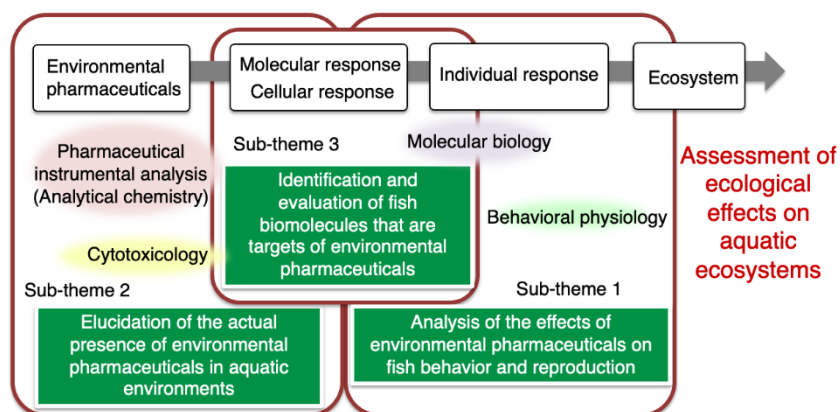 Environmental
pharmaceuticals
Molecular response
Cellular response
Individual response
Ecosystem
Pharmaceutical
instrumental analysis
(Analytical chemistry)
Sub-theme 3
Molecular biology
Identification and
evaluation of fish
biomolecules that are
targets of environmental
pharmaceuticals
Behavioral physiology
Cytotoxicology
Assessment of
ecological
effects on
aquatic
ecosystems
Sub-theme 2
Elucidation of the actual
presence of environmental
pharmaceuticals in aquatic
environments
Sub-theme 1
Analysis of the effects of
environmental pharmaceuticals on
fish behavior and reproduction